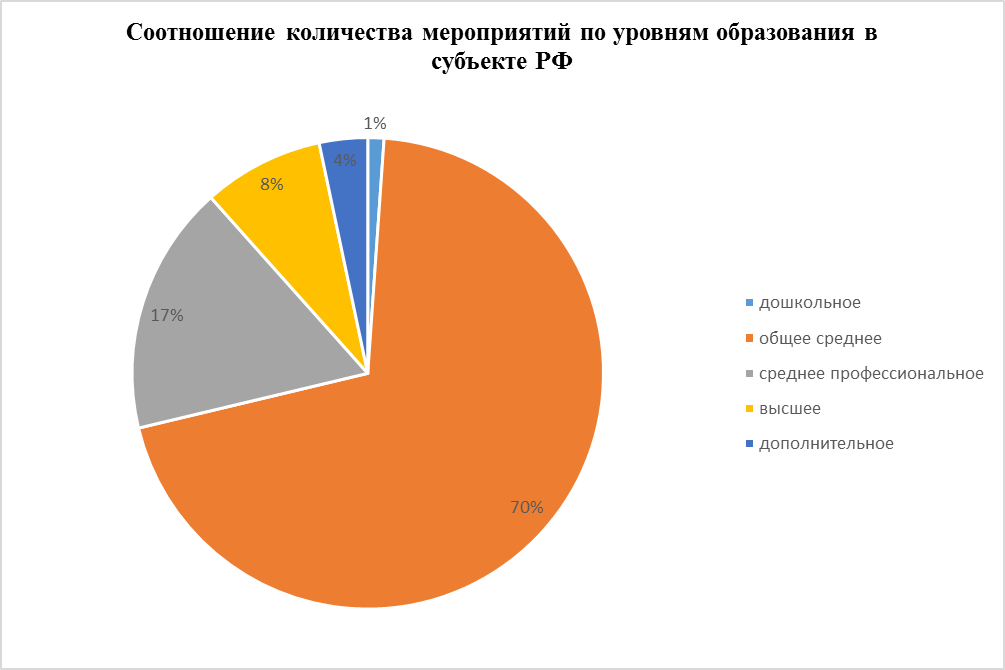 Соотношение количества мероприятий по уровням образования в
субъекте РФ
1%
4%
8%
17%
70%
дошкольное
общее среднее
среднее профессиональное
высшее
дополнительное